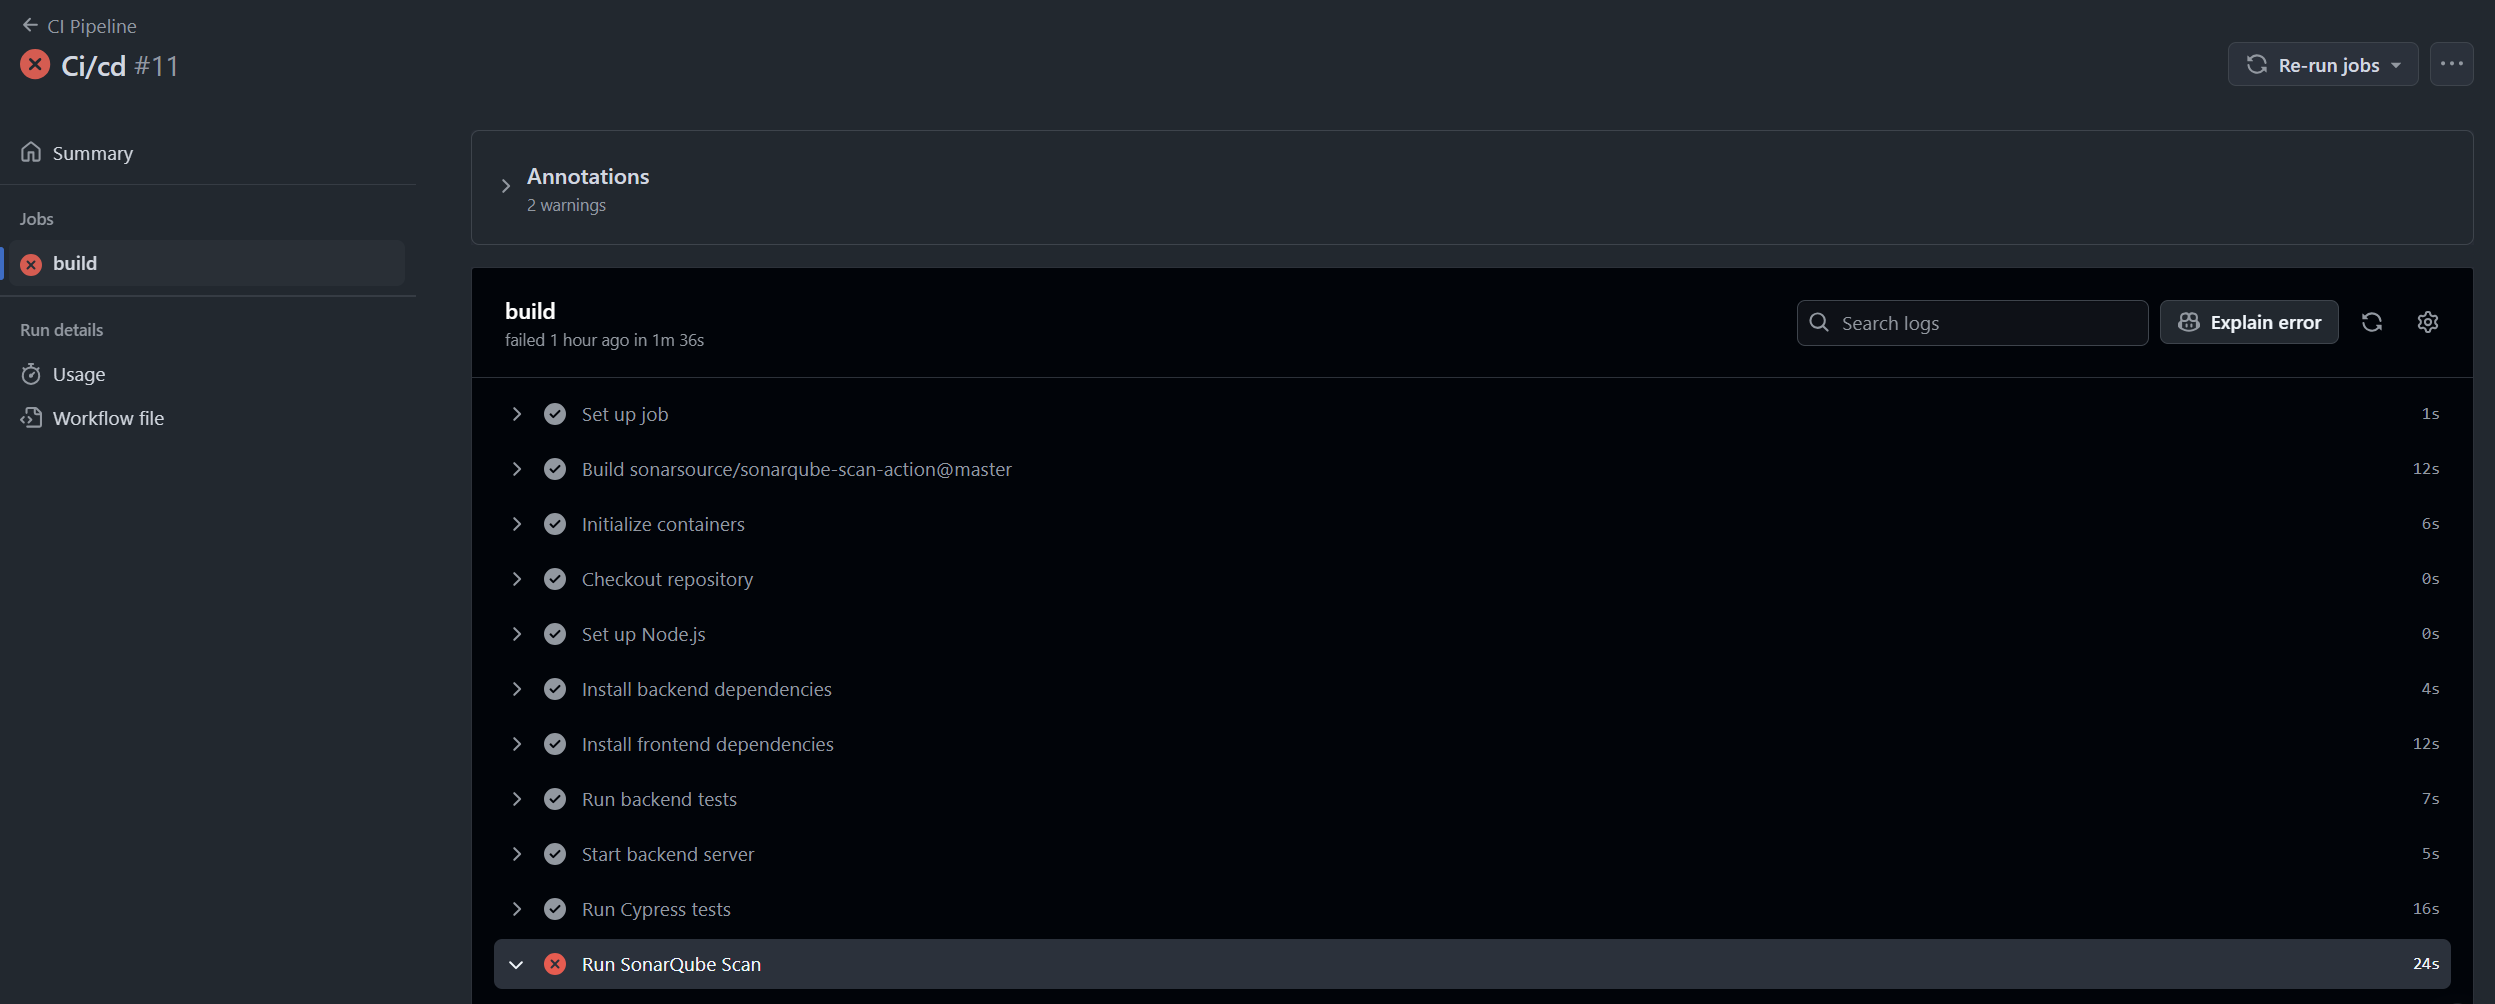 CI Pipeline
Ci/cd #11
Re-run jobs
Summary
Jobs
build
Run details
Usage
Workflow file
Annotations
2 warnings
build
failed 1 hour ago in 1m 36s
Search logs
Explain error
Set up job 1s
Build sonarsource/sonarqube-scan-action@master 12s
Initialize containers 6s
Checkout repository 0s
Set up Node.js 0s
Install backend dependencies 4s
Install frontend dependencies 12s
Run backend tests 7s
Start backend server 5s
Run Cypress tests 16s
Run SonarQube Scan 24s